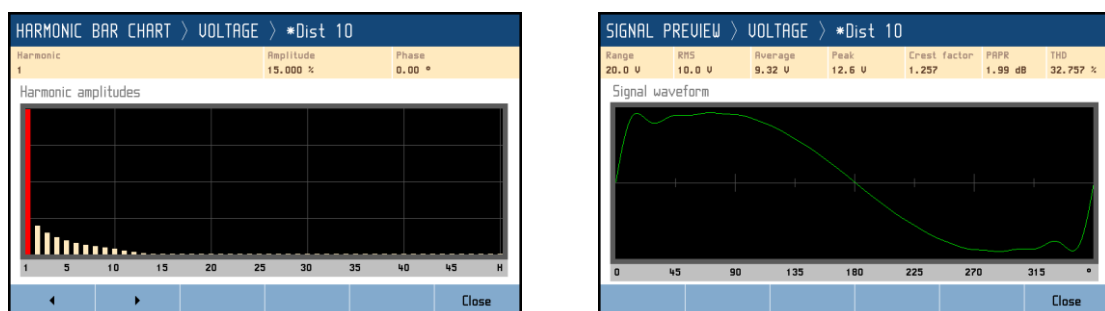 HARMONIC BAR CHART > VOLTAGE > *Dist 10
Harmonic Amplitude Phase
1 15.000 % 0.00 °
Harmonic amplitudes
1 5 10 15 20 25 30 35 40 45 H
Close
SIGNAL PREVIEW > VOLTAGE > *Dist 10
Range RMS Average Peak Crest factor PAPR THD
20.0 V 10.0 V 9.32 V 12.6 V 1.257 1.99 dB 32.757 %
Signal waveform
0 45 90 135 180 225 270 315 °
Close